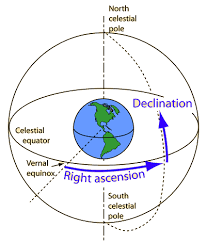 North
celestial
pole
Declination
Celestial
equator
Vernal
equinox
Right ascension
South
celestial
pole